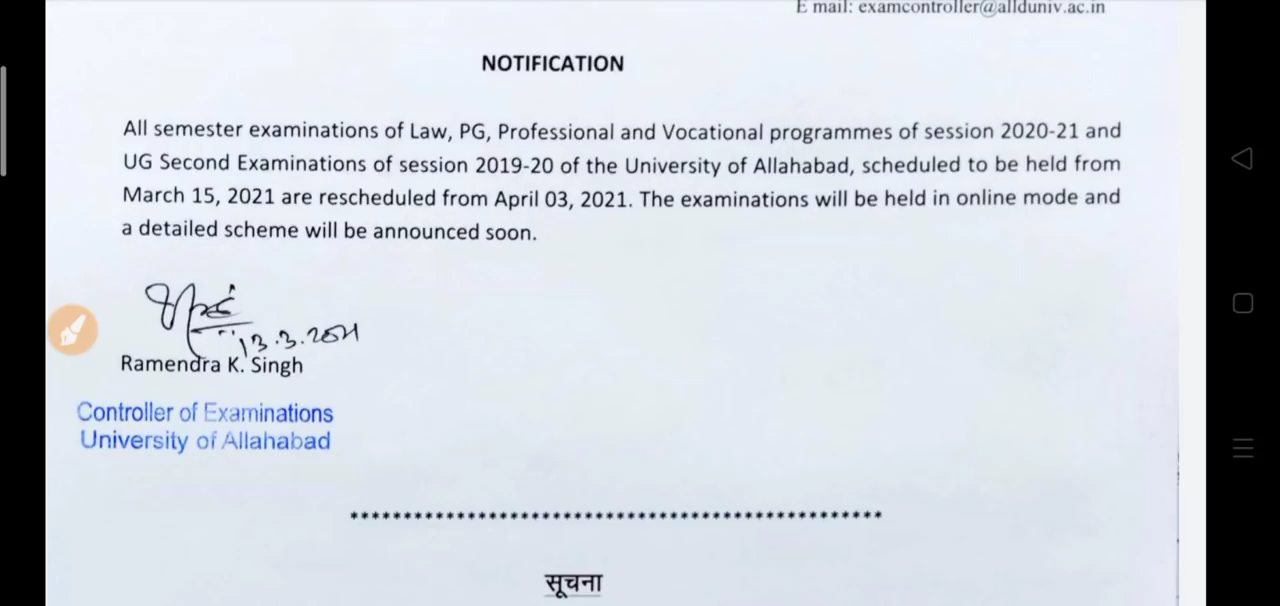 E mail: examcontroller@allduniv.ac.in
NOTIFICATION
All semester examinations of Law, PG, Professional and Vocational programmes of session 2020-21 and
UG Second Examinations of session 2019-20 of the University of Allahabad, scheduled to be held from
March 15, 2021 are rescheduled from April 03, 2021. The examinations will be held in online mode and
a detailed scheme will be announced soon.
13.3.2021
Ramendra K. Singh
Controller of Examinations
University of Allahabad
**************************************************
सूचना